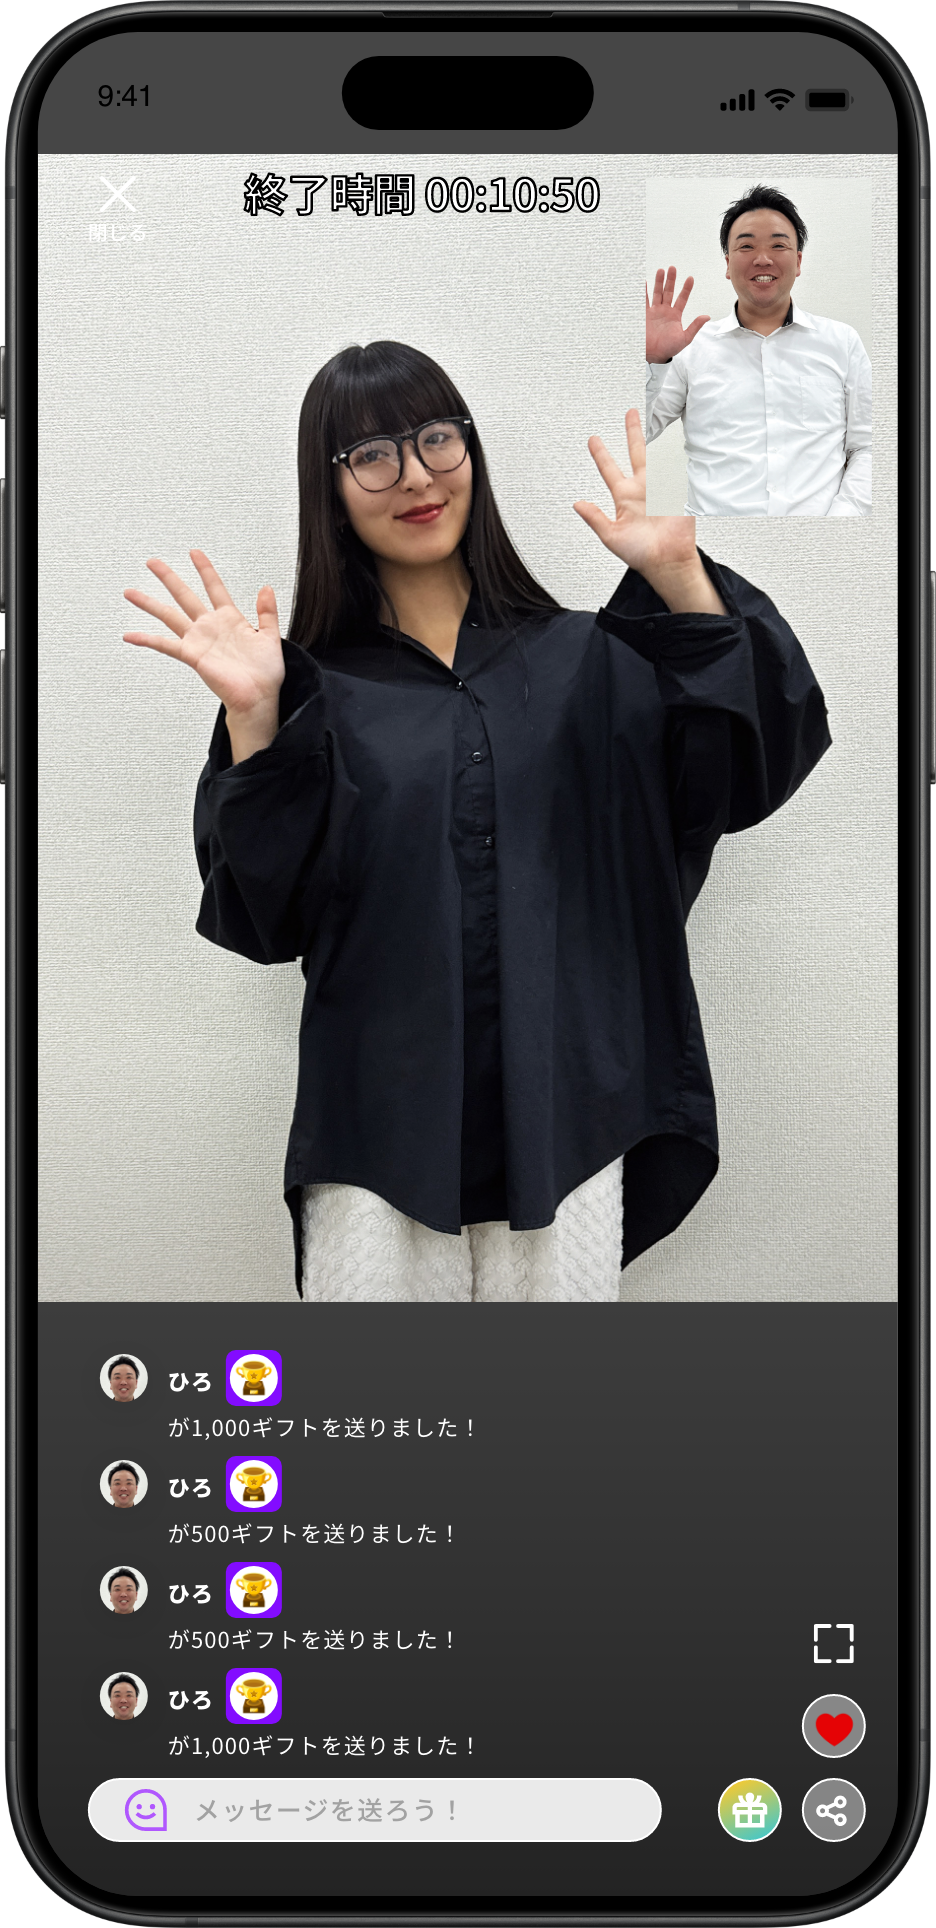 9:41
終了時間 00:10:50
閉じる
ひろ
が1,000ギフトを送りました！
ひろ
が500ギフトを送りました！
ひろ
が500ギフトを送りました！
ひろ
が1,000ギフトを送りました！
メッセージを送ろう！